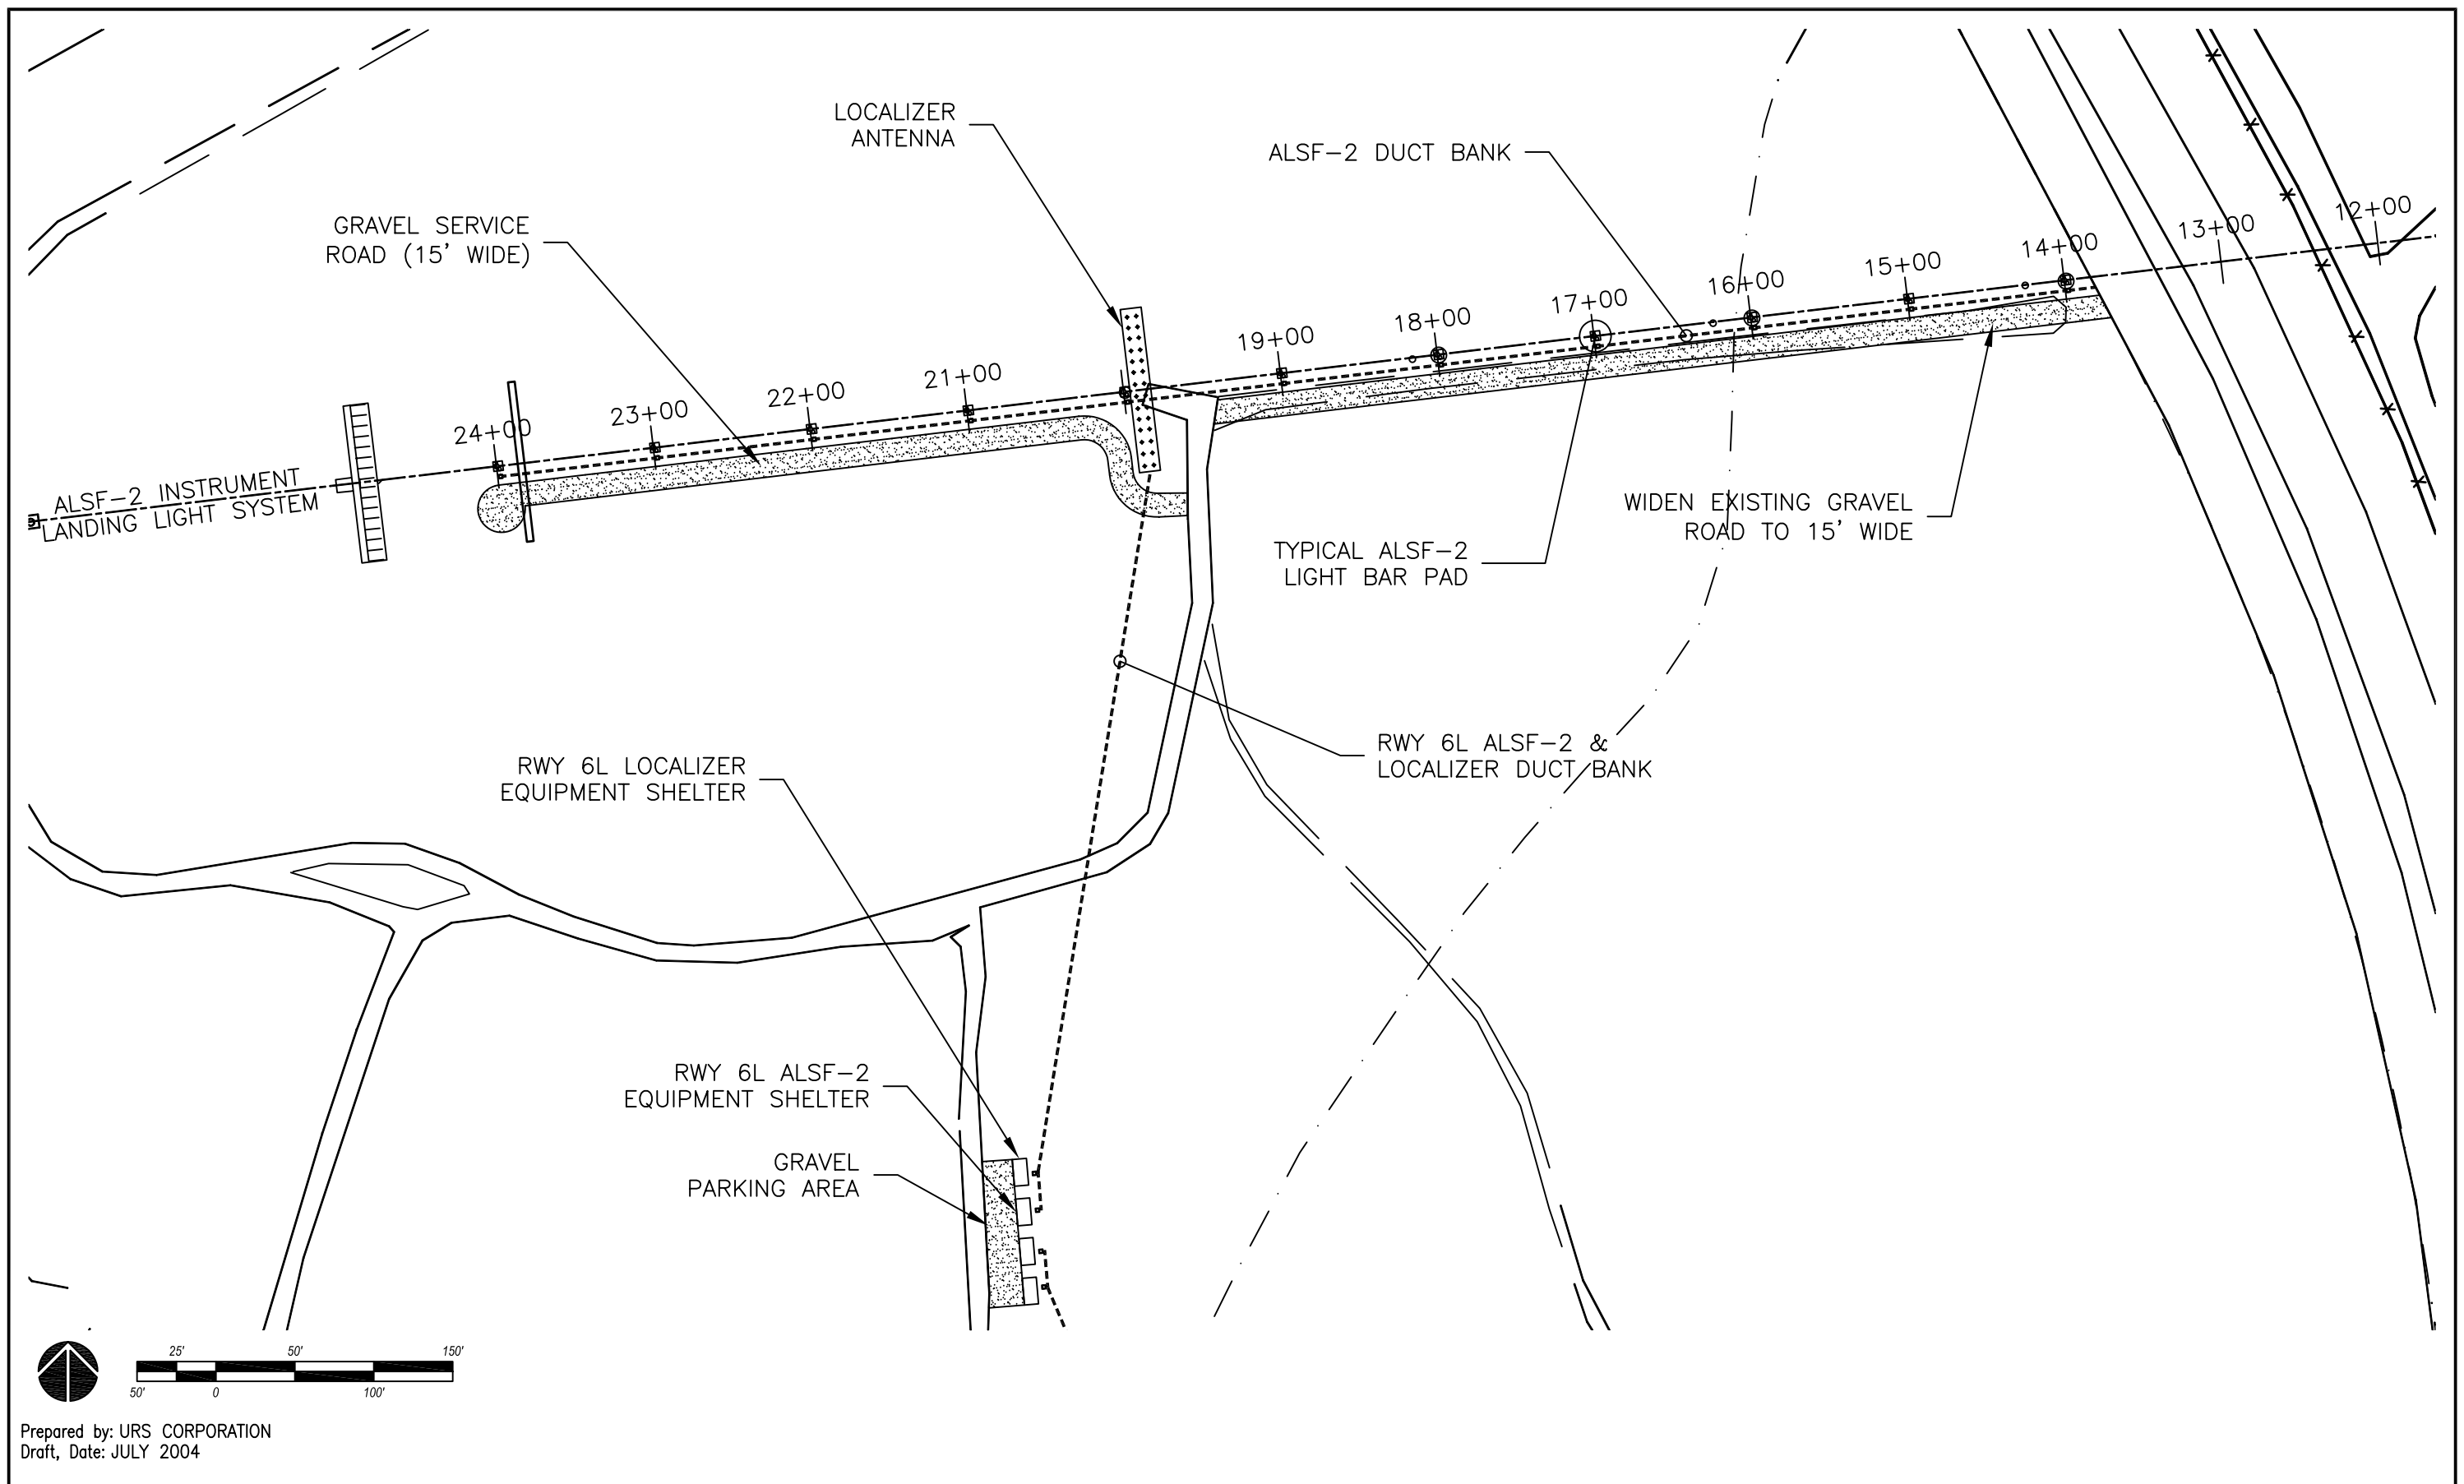 LOCALIZER
ANTENNA
ALSF-2 DUCT BANK
GRAVEL SERVICE
ROAD (15' WIDE)
12+00
13+00
14+00
15+00
16+00
17+00
18+00
19+00
21+00
22+00
23+00
24+00
ALSF-2 INSTRUMENT
LANDING LIGHT SYSTEM
WIDEN EXISTING GRAVEL
ROAD TO 15' WIDE
TYPICAL ALSF-2
LIGHT BAR PAD
RWY 6L ALSF-2 &
LOCALIZER DUCT BANK
RWY 6L LOCALIZER
EQUIPMENT SHELTER
RWY 6L ALSF-2
EQUIPMENT SHELTER
GRAVEL
PARKING AREA
25' 50' 150'
50' 0 100'
Prepared by: URS CORPORATION
Draft, Date: JULY 2004